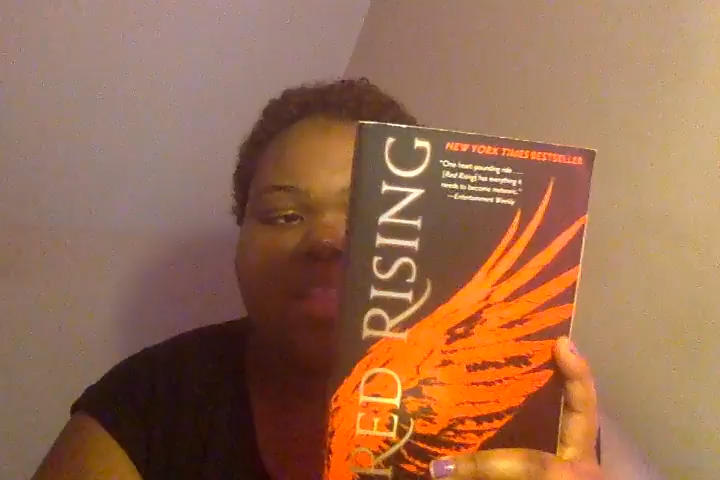 NEW YORK TIMES BESTSELLER
"One heart-pounding ride . . .
[Red Rising] has everything it
needs to become meteoric."
—Entertainment Weekly
RED RISING